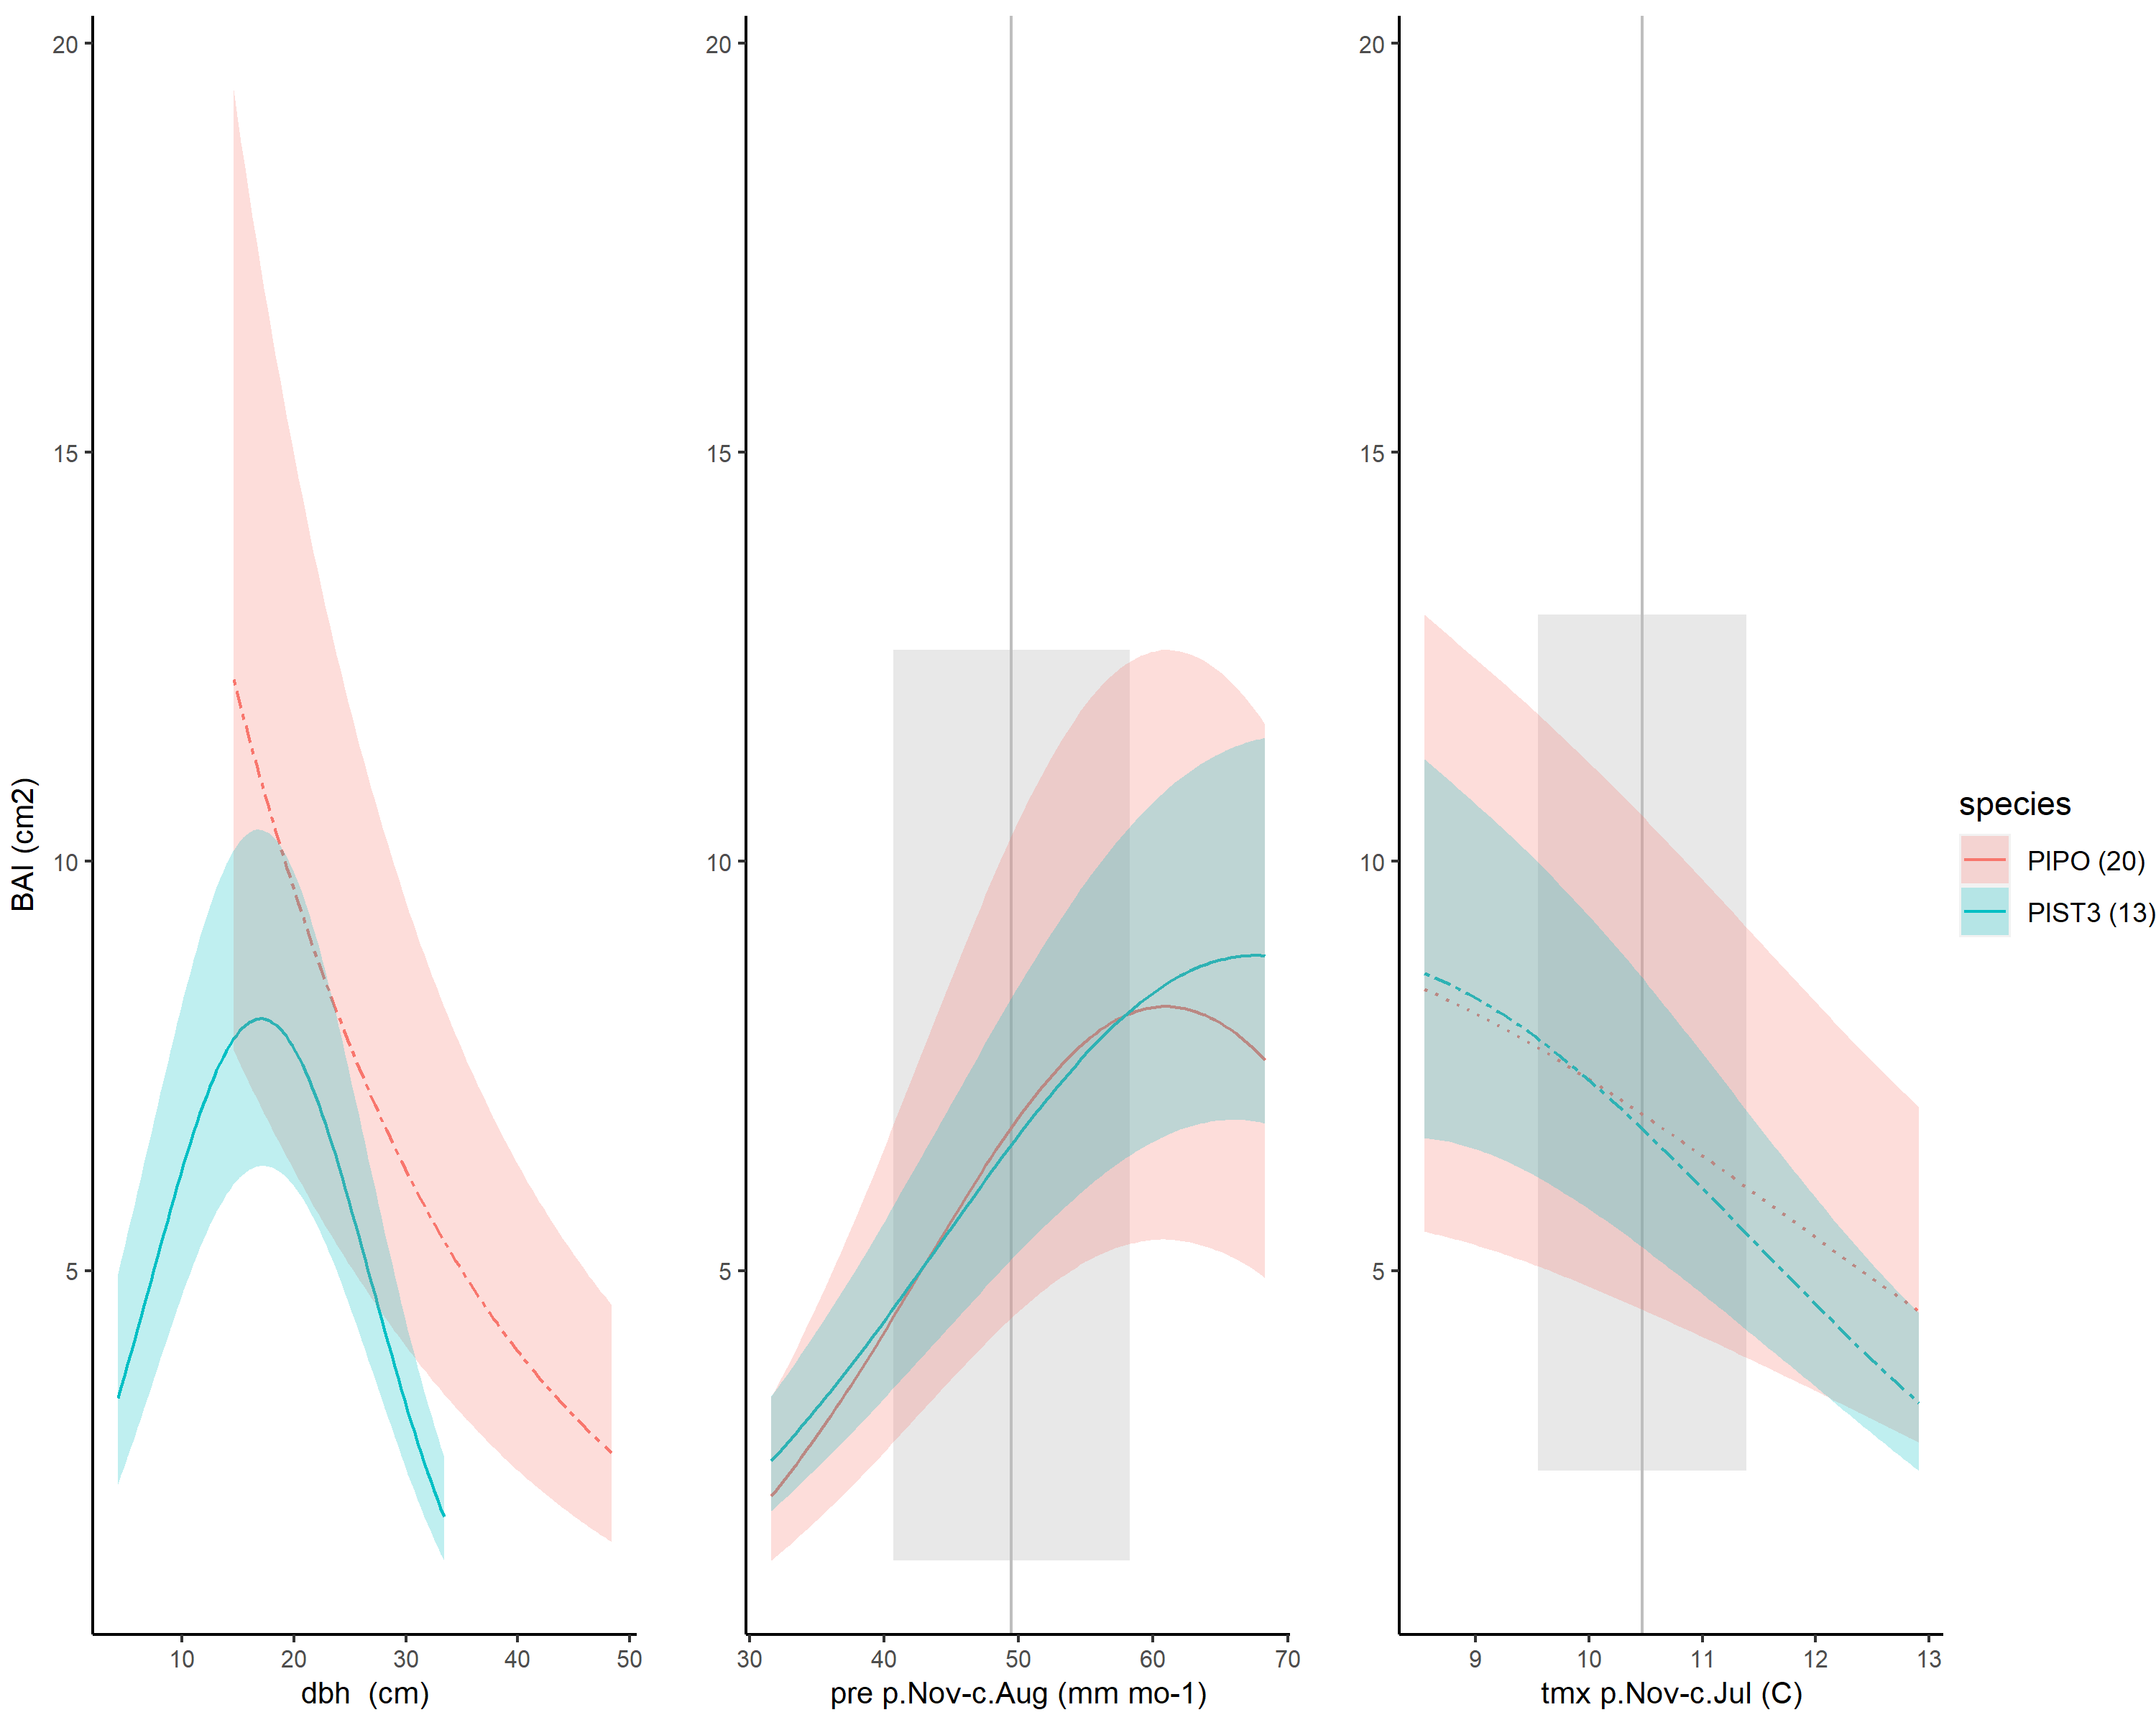 BAI (cm2)
20
15
10
5
10 20 30 40 50
dbh  (cm)
20
15
10
5
30 40 50 60 70
pre p.Nov-c.Aug (mm mo-1)
20
15
10
5
9 10 11 12 13
tmx p.Nov-c.Jul (C)
species
PIPO (20)
PIST3 (13)